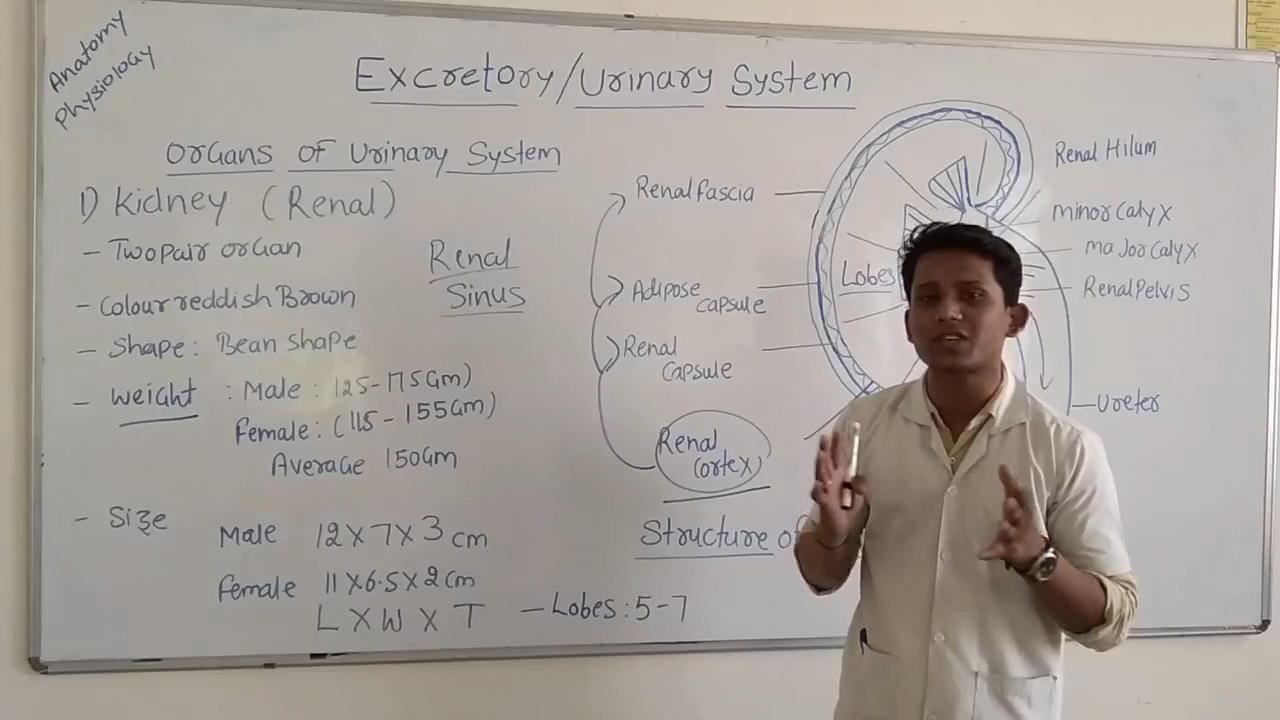 Anatomy
Physiology
Excretory/Urinary System
Organs of Urinary System
1) Kidney (Renal)
- Two pair organ
- Colour reddish Brown
- Shape: Bean shape
- Weight : Male : 125-175Gm)
Female: (115-155Gm)
Average 150Gm
- Size
Male 12X7X3 cm
Female 11X6.5X2cm
L X W X T
- Lobes: 5-7
Renal
Sinus
Renal fascia
Adipose
Capsule
Renal
Capsule
Renal
Cortex
Structure of
Lobes
Renal Hilum
minor Calyx
major Calyx
Renal Pelvis
Ureter